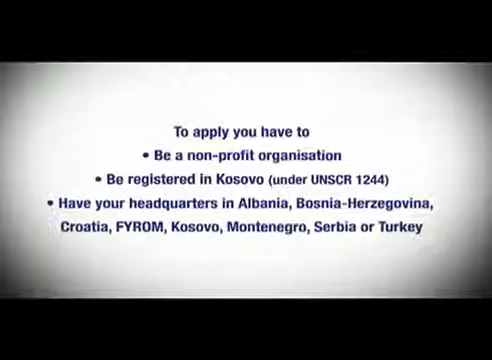 To apply you have to
• Be a non-profit organisation
• Be registered in Kosovo (under UNSCR 1244)
• Have your headquarters in Albania, Bosnia-Herzegovina,
Croatia, FYROM, Kosovo, Montenegro, Serbia or Turkey